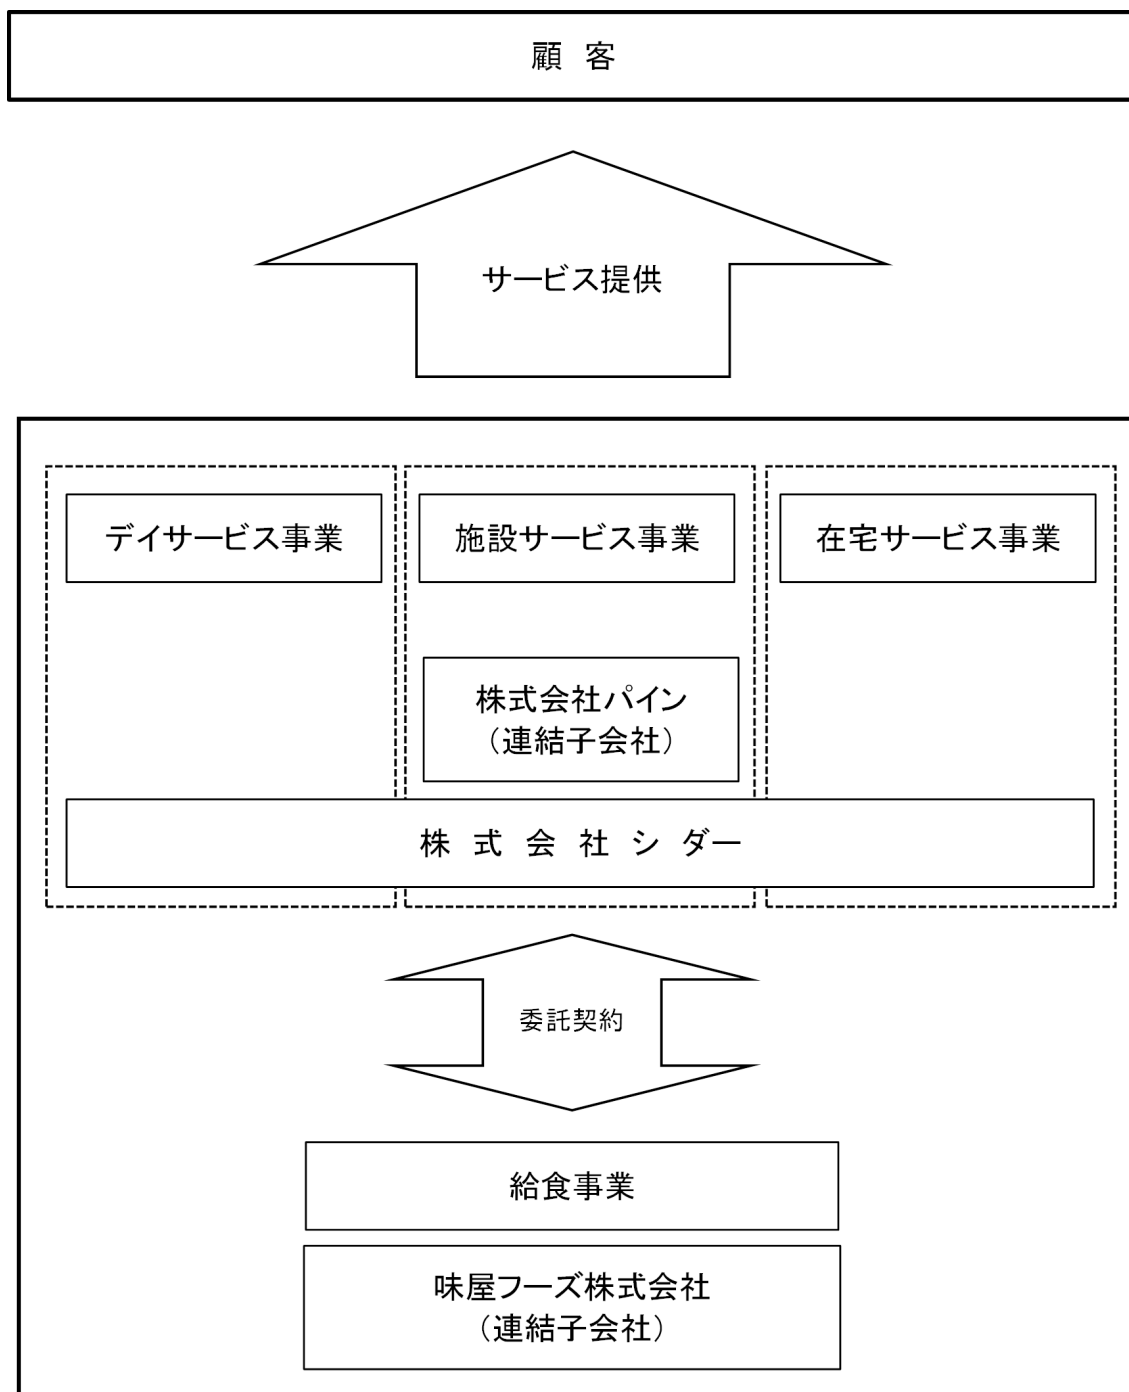 顧 客
サービス提供
デイサービス事業
施設サービス事業
在宅サービス事業
株式会社パイン
（連結子会社）
株 式 会 社 シ ダー
委託契約
給食事業
味屋フーズ株式会社
（連結子会社）